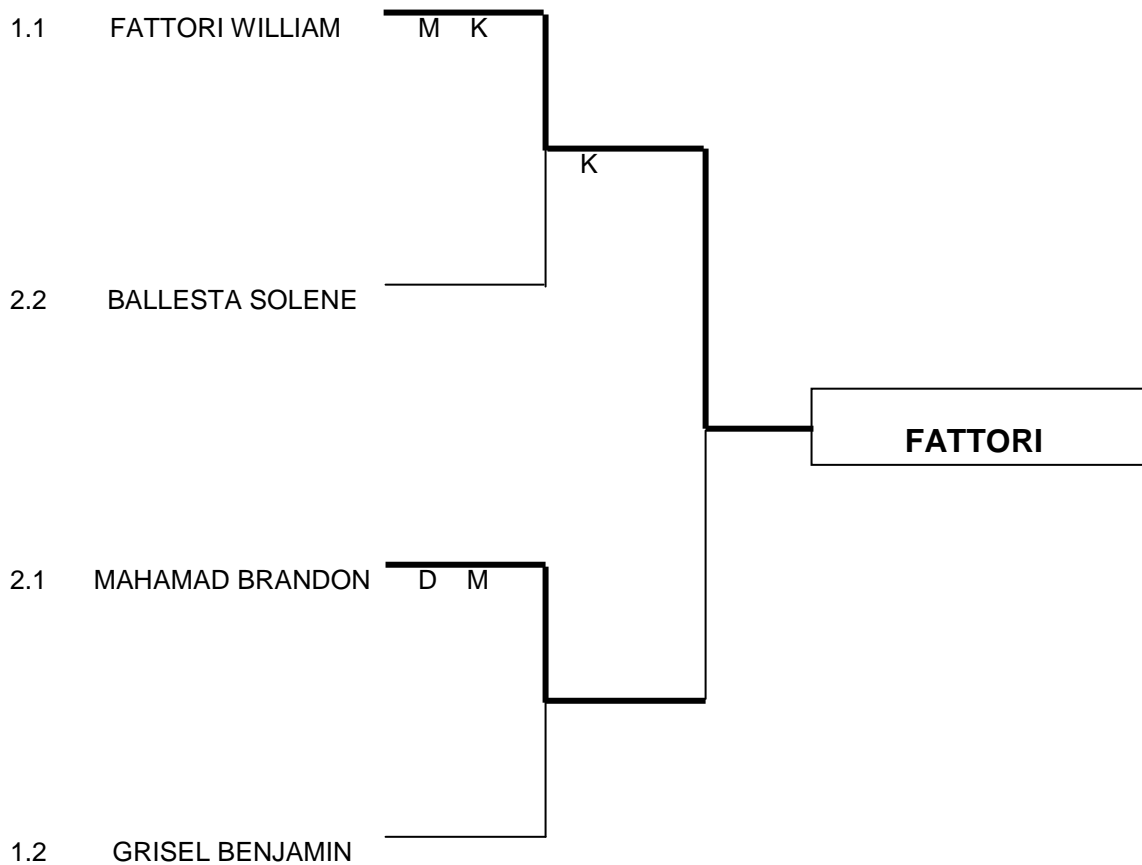 1.1 FATTORI WILLIAM M K
K
2.2 BALLESTA SOLENE
FATTORI
2.1 MAHAMAD BRANDON D M
1.2 GRISEL BENJAMIN